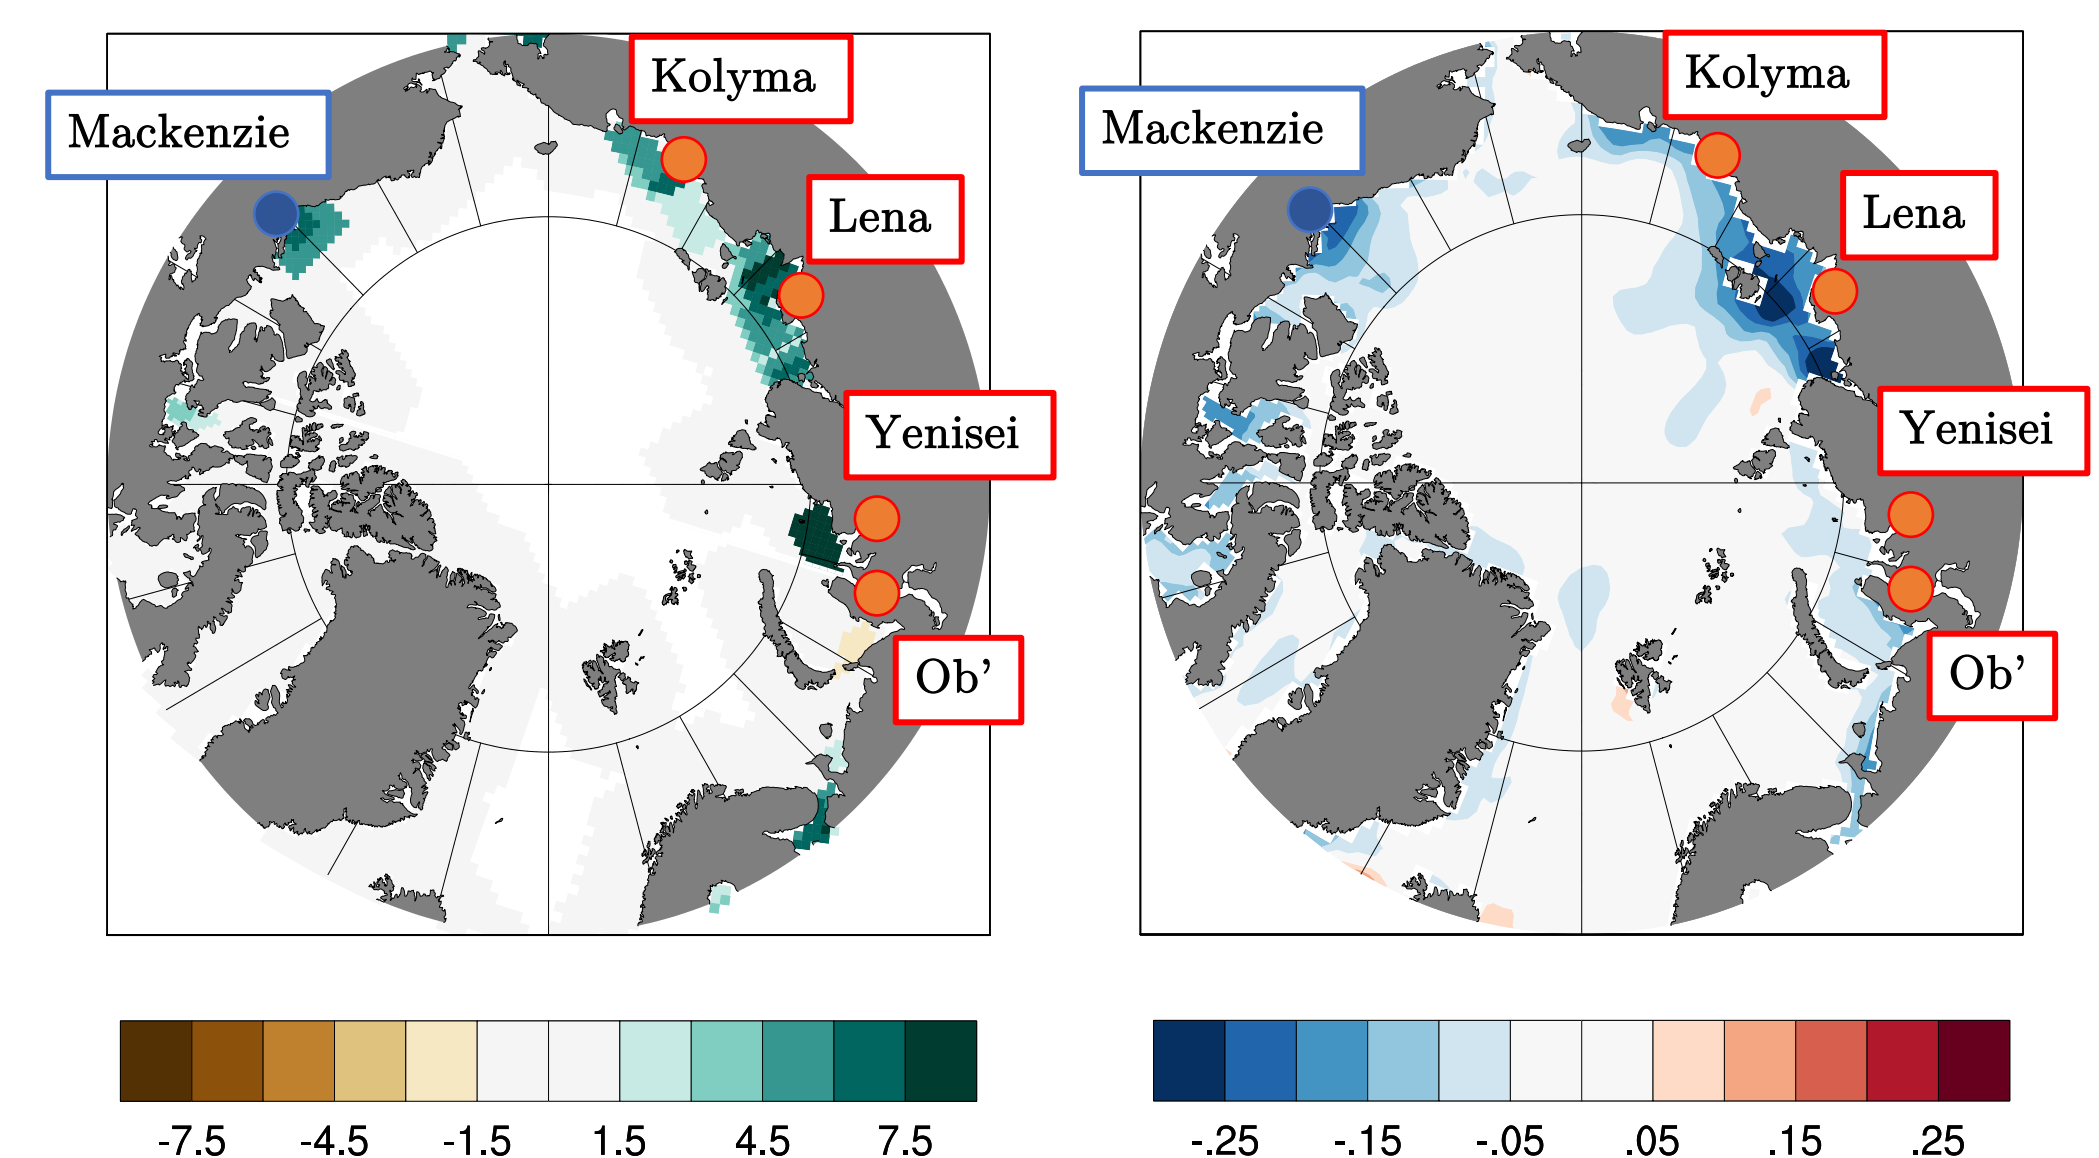 Kolyma
Mackenzie
Lena
Yenisei
Ob’
-7.5 -4.5 -1.5 1.5 4.5 7.5
Kolyma
Mackenzie
Lena
Yenisei
Ob’
-.25 -.15 -.05 .05 .15 .25